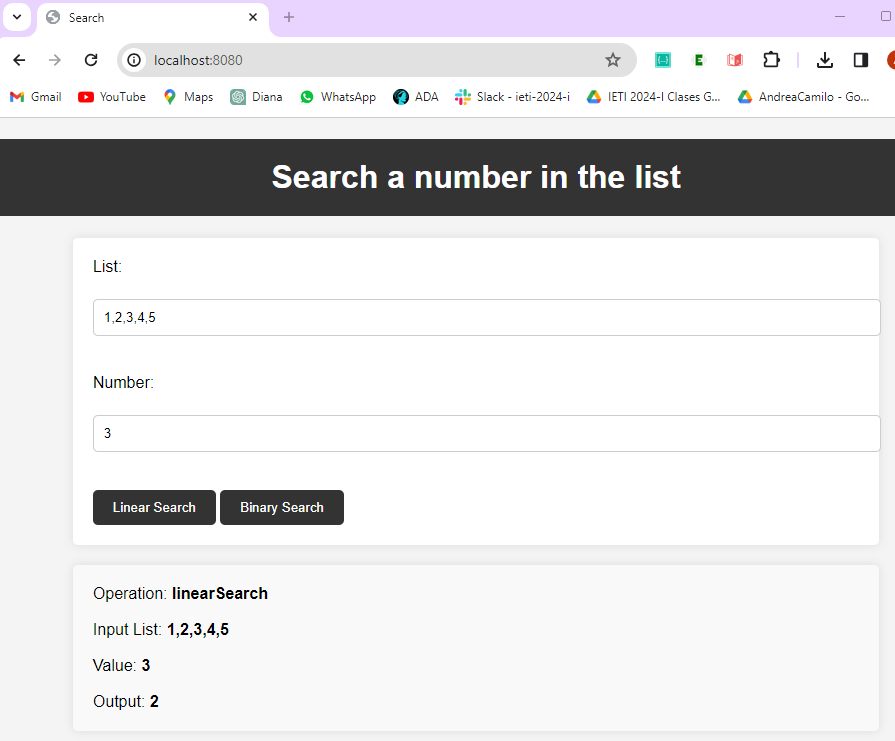 Search
localhost:8080
Gmail YouTube Maps Diana WhatsApp ADA Slack - ieti-2024-i IETI 2024-I Clases G... AndreaCamilo - Go...
Search a number in the list
List:
1,2,3,4,5
Number:
3
Linear Search Binary Search
Operation: linearSearch
Input List: 1,2,3,4,5
Value: 3
Output: 2